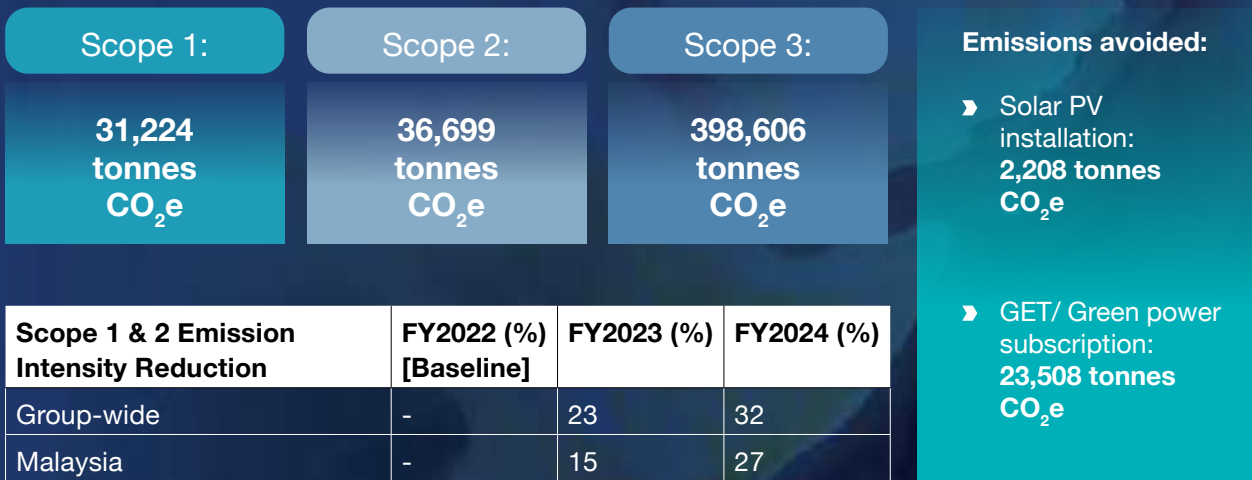 Scope 1:
31,224
tonnes
CO₂e
Scope 2:
36,699
tonnes
CO₂e
Scope 3:
398,606
tonnes
CO₂e
Emissions avoided:
Solar PV
installation:
2,208 tonnes
CO₂e
GET/ Green power
subscription:
23,508 tonnes
CO₂e
Scope 1 & 2 Emission
Intensity Reduction
FY2022 (%)
[Baseline]
FY2023 (%)
FY2024 (%)
Group-wide - 23 32
Malaysia - 15 27